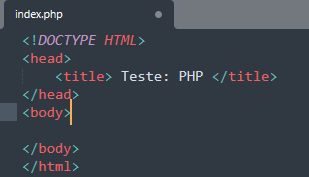 index.php
<!DOCTYPE HTML>
<head>
    <title> Teste: PHP </title>
</head>
<body>
</body>
</html>